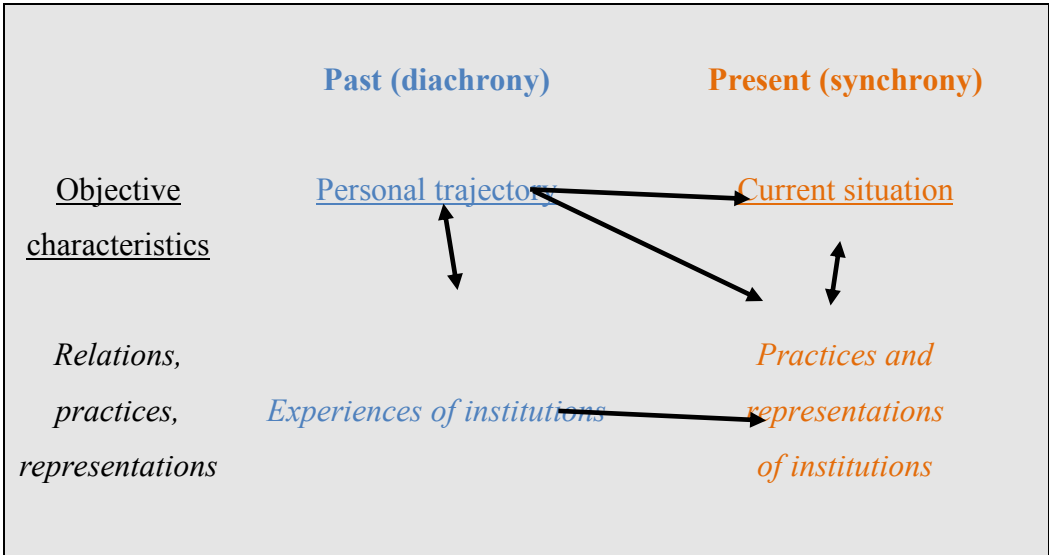 Past (diachrony) Present (synchrony)
Objective Personal trajectory Current situation
characteristics
Relations, Practices and
practices, Experiences of institutions representations
representations of institutions